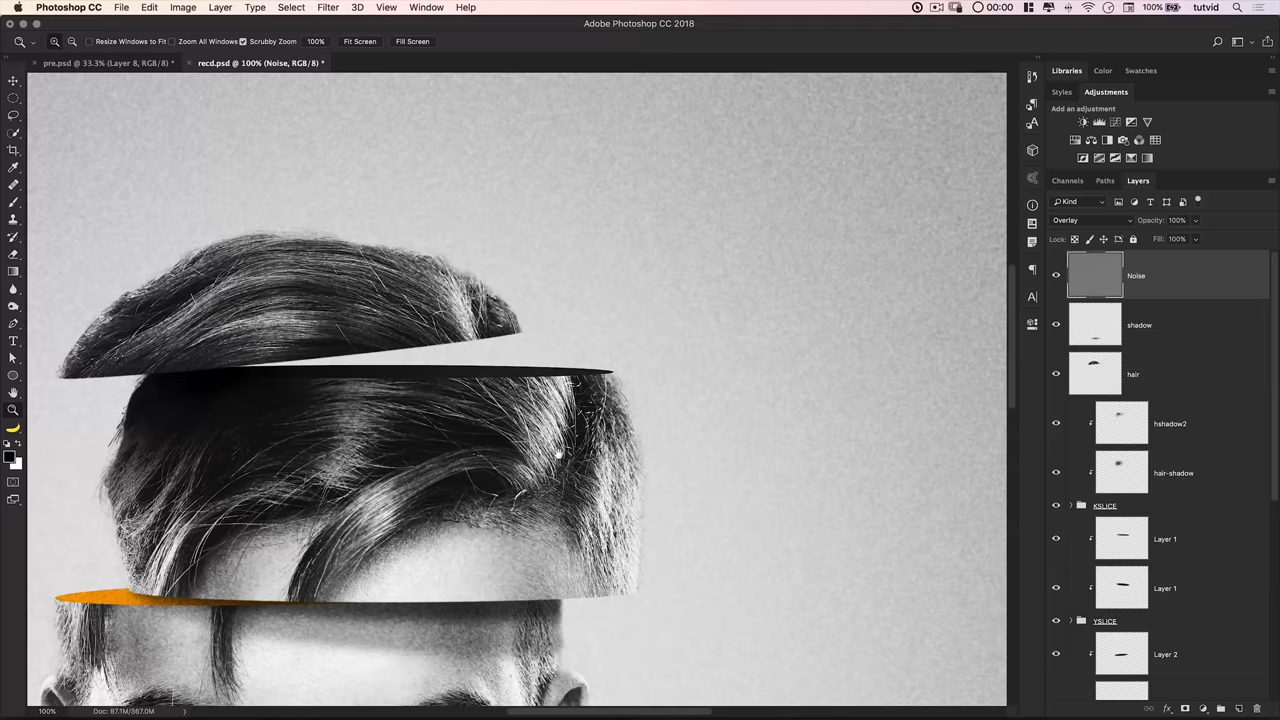 Photoshop CC File Edit Image Layer Type Select Filter 3D View Window Help 00:00 100% tutvid
Adobe Photoshop CC 2018
Resize Windows to Fit Zoom All Windows Scrubby Zoom 100% Fit Screen Fill Screen
pre.psd @ 33.3% (Layer 8, RGB/8) * recd.psd @ 100% (Noise, RGB/8) *
Libraries Color Swatches
Styles Adjustments
Add an adjustment
Channels Paths Layers
Kind
Overlay Opacity: 100%
Lock: Fill: 100%
Noise
shadow
hair
hshadow2
hair-shadow
KSLICE
Layer 1
Layer 1
YSLICE
Layer 2
100% Doc: 87.1M/367.0M